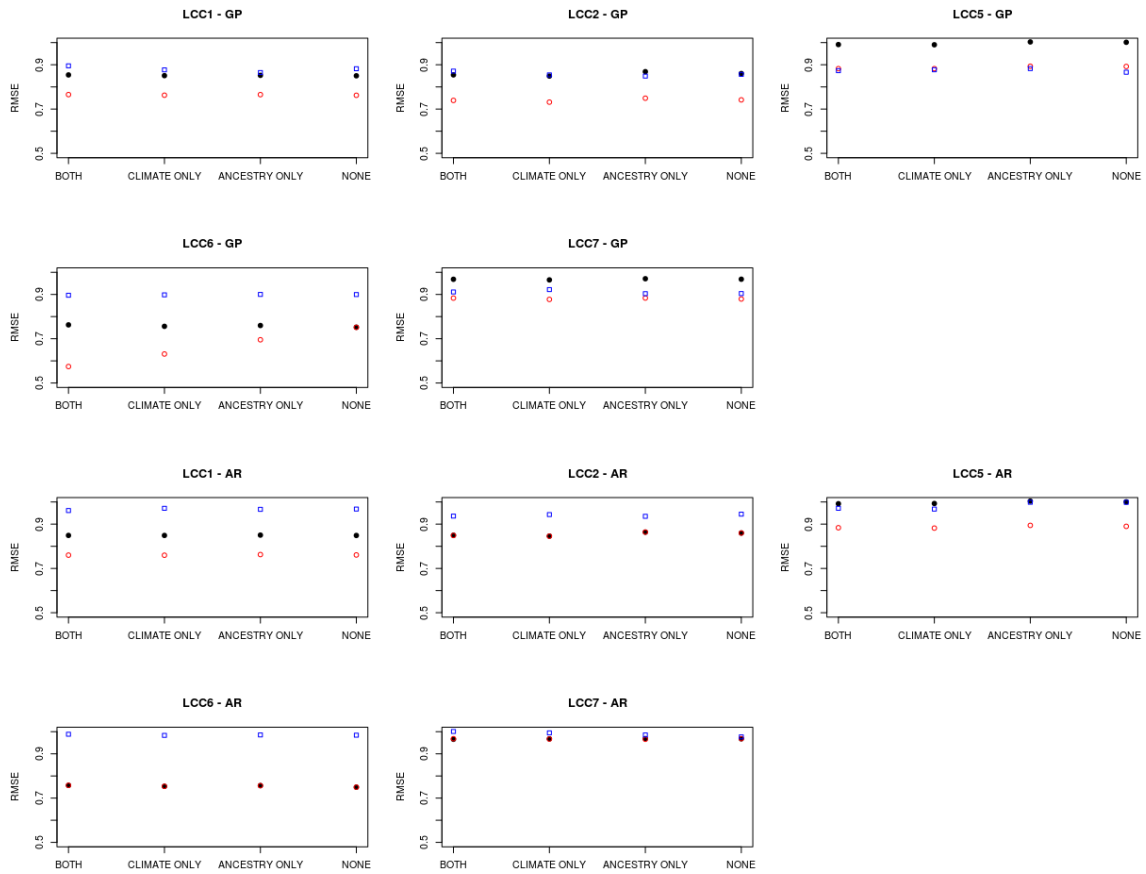 LCC1 - GP
RMSE
0.5 0.7 0.9
BOTH CLIMATE ONLY ANCESTRY ONLY NONE
LCC2 - GP
RMSE
0.5 0.7 0.9
BOTH CLIMATE ONLY ANCESTRY ONLY NONE
LCC5 - GP
RMSE
0.5 0.7 0.9
BOTH CLIMATE ONLY ANCESTRY ONLY NONE
LCC6 - GP
RMSE
0.5 0.7 0.9
BOTH CLIMATE ONLY ANCESTRY ONLY NONE
LCC7 - GP
RMSE
0.5 0.7 0.9
BOTH CLIMATE ONLY ANCESTRY ONLY NONE
LCC1 - AR
RMSE
0.5 0.7 0.9
BOTH CLIMATE ONLY ANCESTRY ONLY NONE
LCC2 - AR
RMSE
0.5 0.7 0.9
BOTH CLIMATE ONLY ANCESTRY ONLY NONE
LCC5 - AR
RMSE
0.5 0.7 0.9
BOTH CLIMATE ONLY ANCESTRY ONLY NONE
LCC6 - AR
RMSE
0.5 0.7 0.9
BOTH CLIMATE ONLY ANCESTRY ONLY NONE
LCC7 - AR
RMSE
0.5 0.7 0.9
BOTH CLIMATE ONLY ANCESTRY ONLY NONE